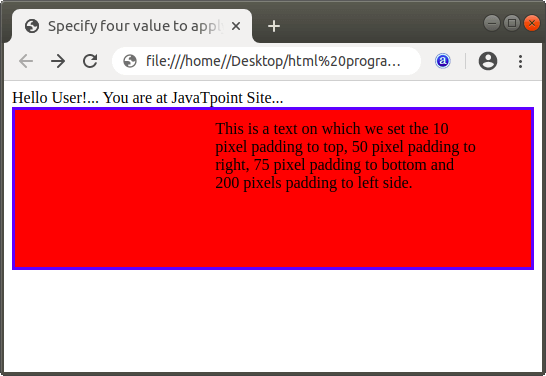 Specify four value to appl
file:///home//Desktop/html%20progra…
a
Hello User!... You are at JavaTpoint Site...
This is a text on which we set the 10
pixel padding to top, 50 pixel padding to
right, 75 pixel padding to bottom and
200 pixels padding to left side.